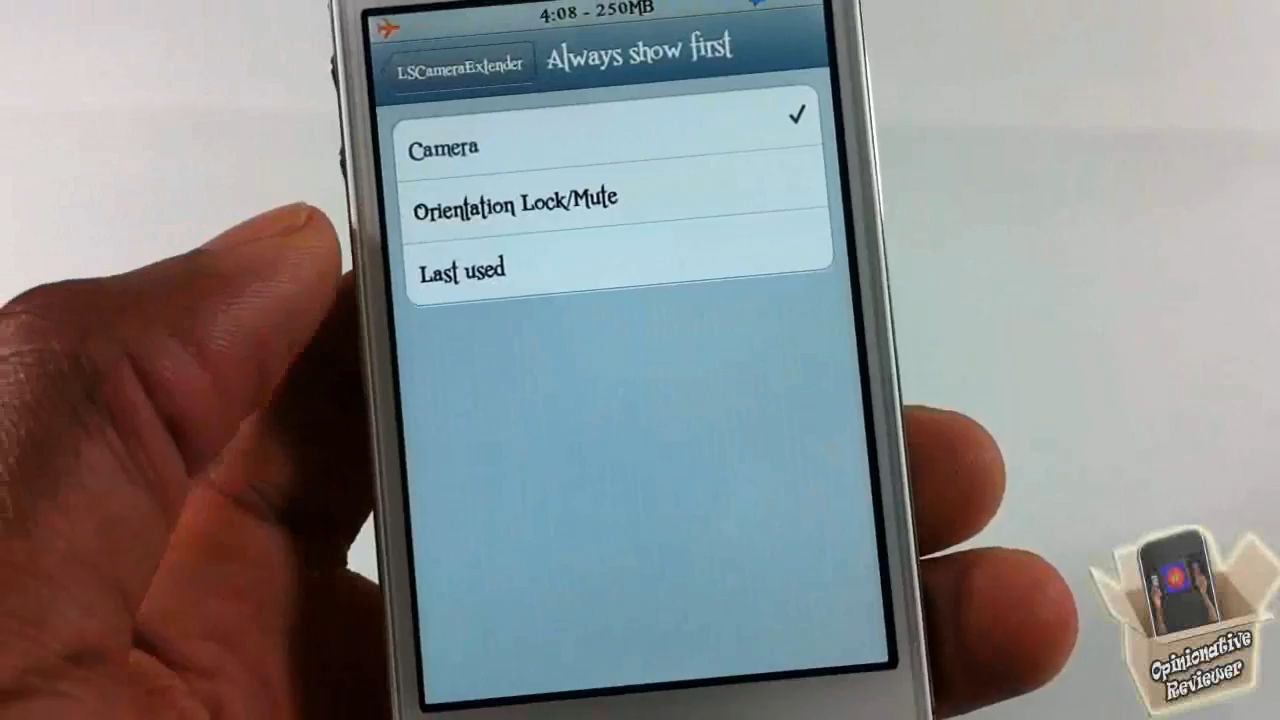 4:08 - 250MB
LSCameraExtender
Always show first
Camera
Orientation Lock/Mute
Last used
Opinionative
Reviewer